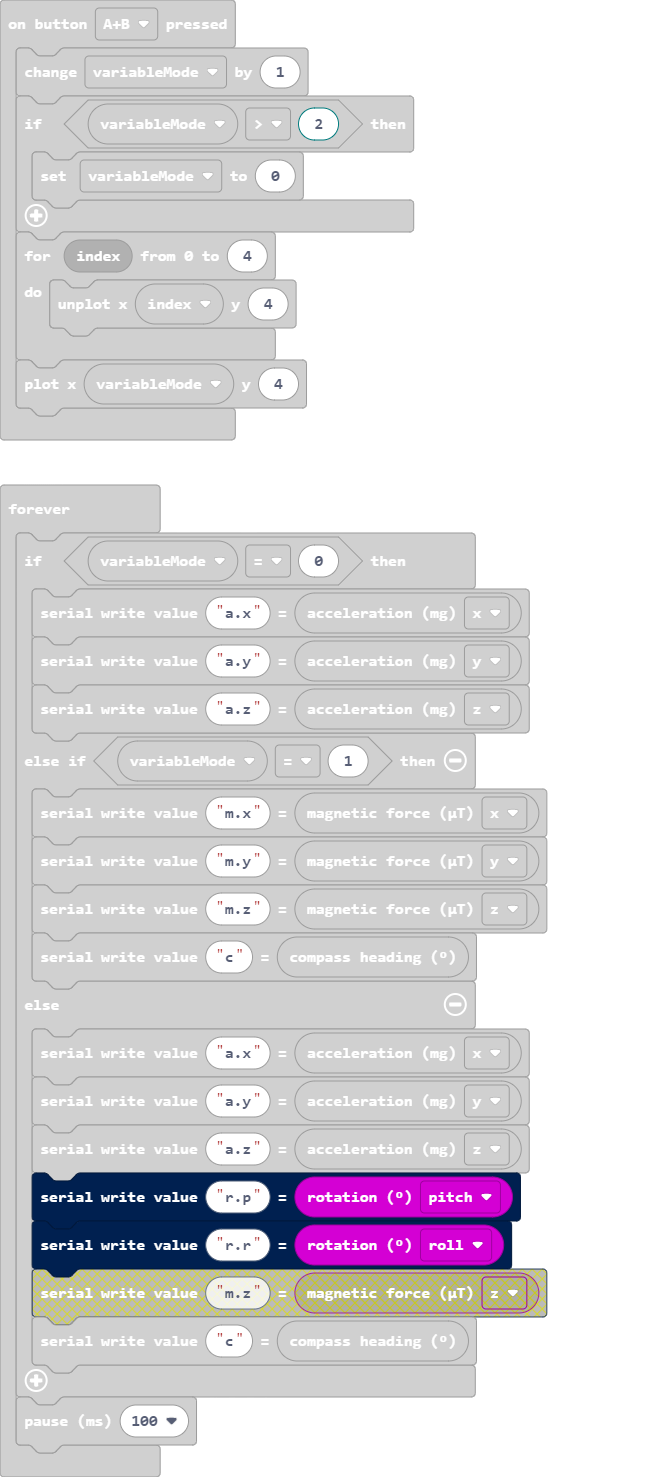 on button A+B pressed
change variableMode by 1
if variableMode > 2 then
set variableMode to 0
for index from 0 to 4
do
unplot x index y 4
plot x variableMode y 4
forever
if variableMode = 0 then
serial write value "a.x" = acceleration (mg) x
serial write value "a.y" = acceleration (mg) y
serial write value "a.z" = acceleration (mg) z
else if variableMode = 1 then
serial write value "m.x" = magnetic force (µT) x
serial write value "m.y" = magnetic force (µT) y
serial write value "m.z" = magnetic force (µT) z
serial write value "c" = compass heading (º)
else
serial write value "a.x" = acceleration (mg) x
serial write value "a.y" = acceleration (mg) y
serial write value "a.z" = acceleration (mg) z
serial write value "r.p" = rotation (º) pitch
serial write value "r.r" = rotation (º) roll
serial write value "m.z" = magnetic force (µT) z
serial write value "c" = compass heading (º)
pause (ms) 100